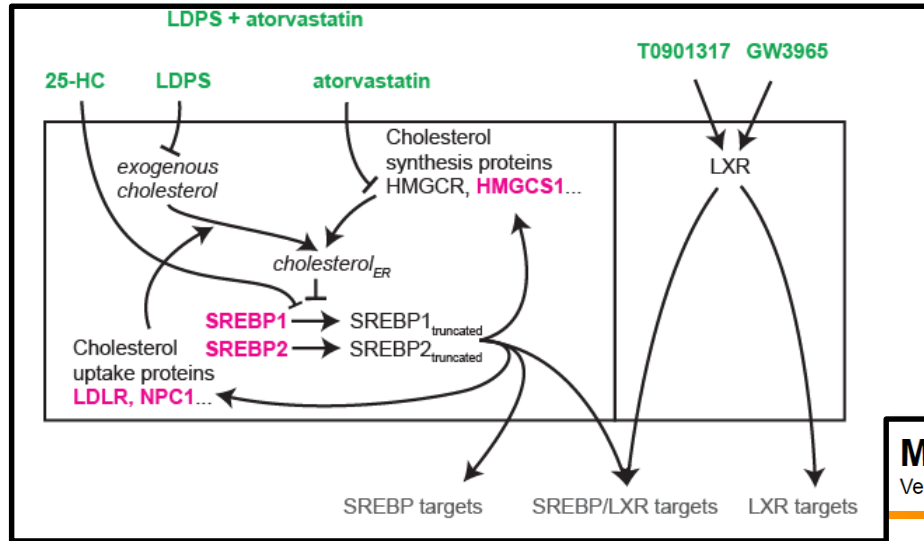 LDPS + atorvastatin
T0901317 GW3965
25-HC LDPS atorvastatin
Cholesterol
synthesis proteins
HMGCR, HMGCS1...
LXR
exogenous
cholesterol
cholesterolER
SREBP1 SREBP1truncated
SREBP2 SREBP2truncated
Cholesterol
uptake proteins
LDLR, NPC1...
SREBP targets SREBP/LXR targets LXR targets